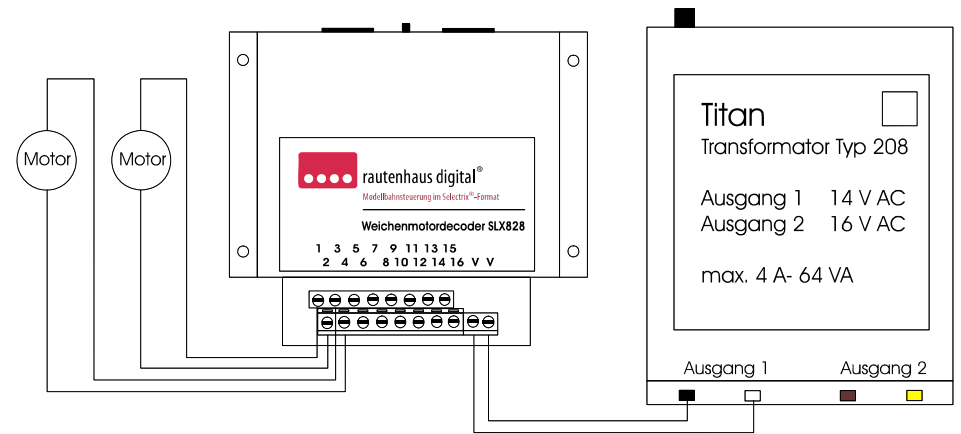 Motor
Motor
rautenhaus digital®
Modellbahnsteuerung im Selectrix®-Format
Weichenmotordecoder SLX828
1 3 5 7 9 11 13 15
2 4 6 8 10 12 14 16 V V
Titan
Transformator Typ 208
Ausgang 1 14 V AC
Ausgang 2 16 V AC
max. 4 A- 64 VA
Ausgang 1 Ausgang 2